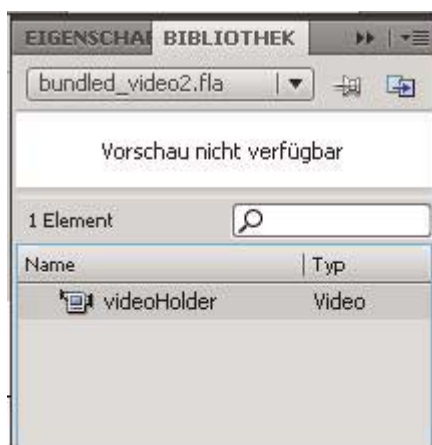 EIGENSCHAF BIBLIOTHEK
bundled_video2.fla
Vorschau nicht verfügbar
1 Element
Name Typ
videoHolder Video